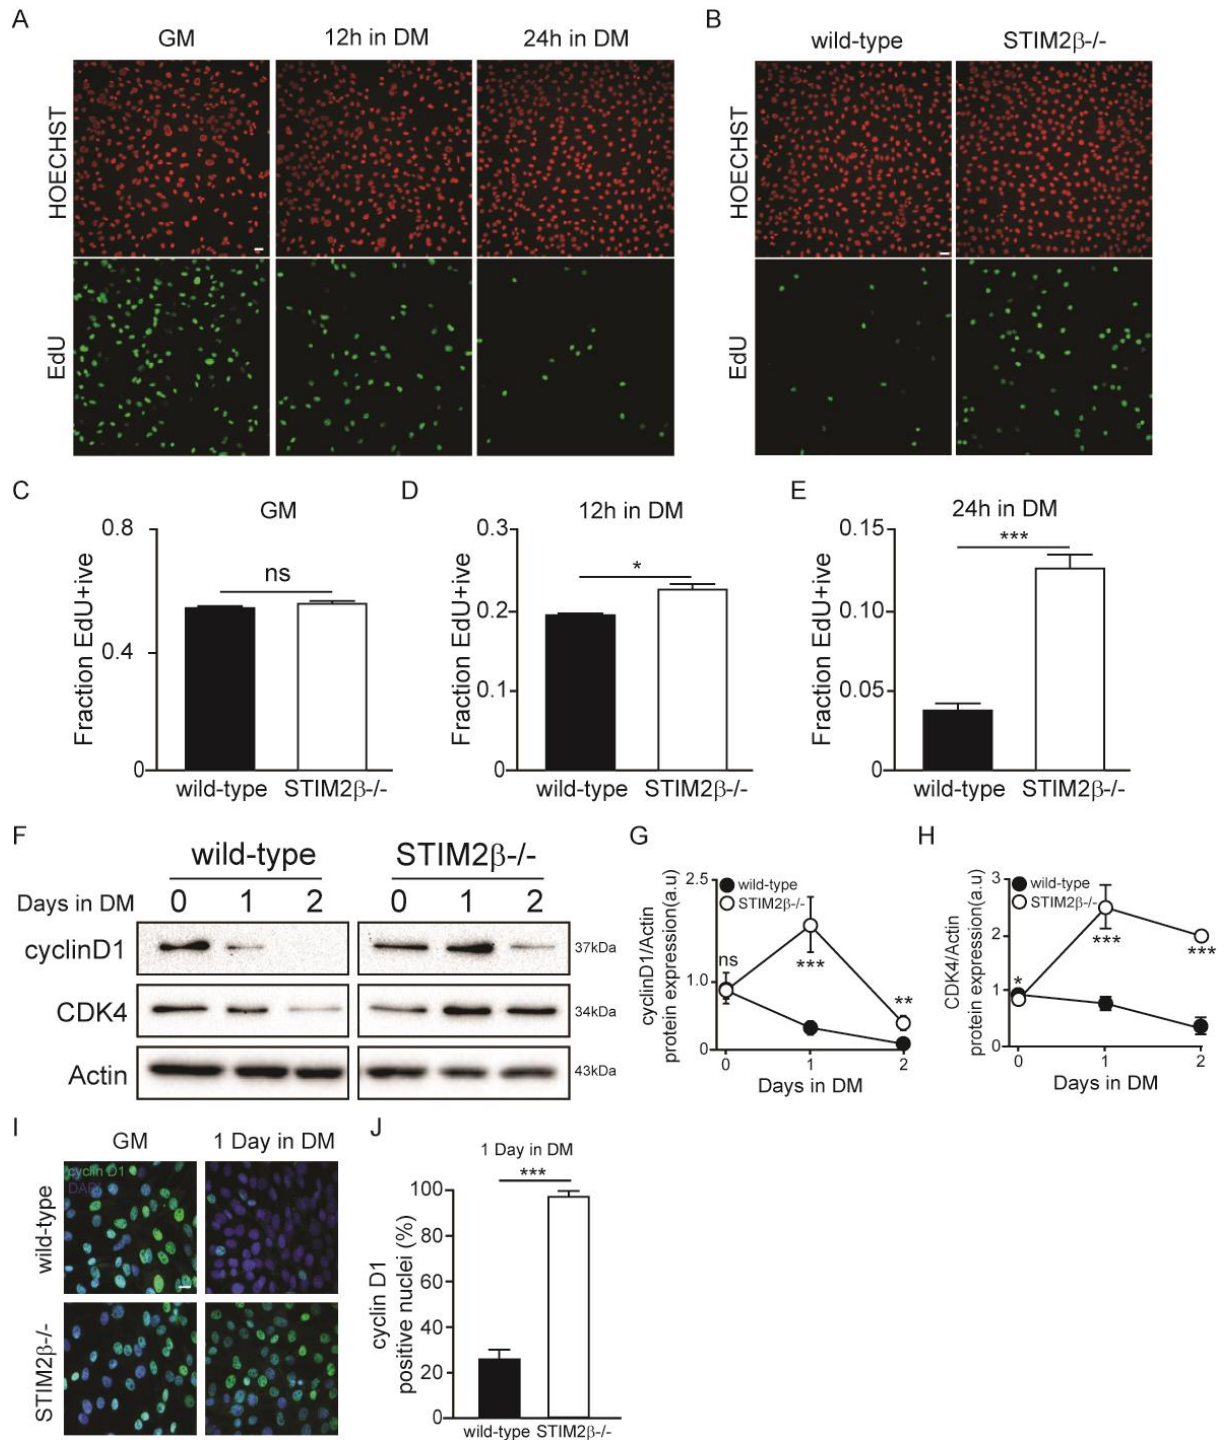 A
GM
12h in DM
24h in DM
HOECHST
EdU
B
wild-type
STIM2β-/-
HOECHST
EdU
C
GM
Fraction EdU+ive
0.8
0.4
0
ns
wild-type
STIM2β-/-
D
12h in DM
Fraction EdU+ive
0.3
0.2
0.1
0
*
wild-type
STIM2β-/-
E
24h in DM
Fraction EdU+ive
0.15
0.10
0.05
0
***
wild-type
STIM2β-/-
F
wild-type
STIM2β-/-
Days in DM 0 1 2 0 1 2
cyclinD1 37kDa
CDK4 34kDa
Actin 43kDa
G
cyclinD1/Actin
protein expression(a.u)
2.5
1.0
0
wild-type
STIM2β-/-
ns
***
**
0 1 2
Days in DM
H
CDK4/Actin
protein expression(a.u)
3
2
1
0
wild-type
STIM2β-/-
*
***
***
0 1 2
Days in DM
I
GM
1 Day in DM
wild-type
STIM2β-/-
cyclin D1
DAPI
J
1 Day in DM
***
cyclin D1
positive nuclei (%)
100
80
60
40
20
0
wild-type STIM2β-/-